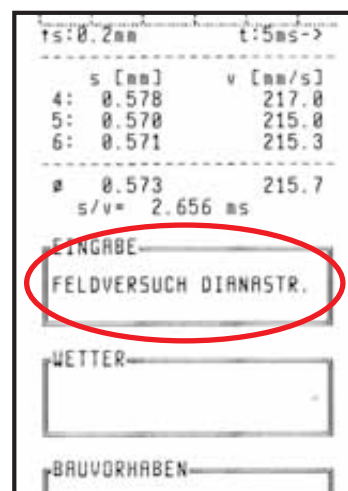 ↑s:0.2mm t:5ms->
s [mm] v [mm/s]
4: 0.578 217.0
5: 0.570 215.0
6: 0.571 215.3
ø 0.573 215.7
s/v= 2.656 ms
EINGABE
FELDVERSUCH DIANASTR.
WETTER
BAUVORHABEN